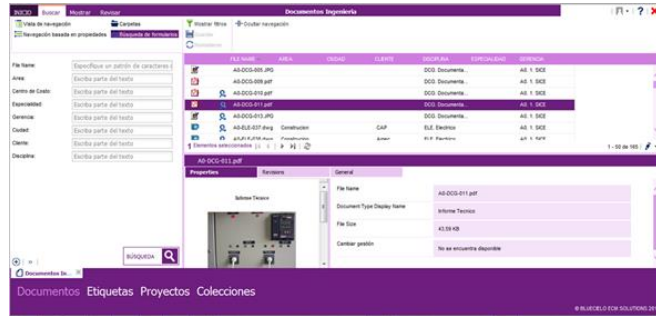 INICIO Buscar Mostrar Revisar Documentos Ingenieria
Vista de navegación Carpetas Mostrar filtros Ocultar navegación
Navegación basada en propiedades Búsqueda de formularios
FILE NAME AREA CIUDAD CLIENTE DISCIPLINA ESPECIALIDAD GERENCIA
File Name: Especifique un patrón de caracteres
A0-DCG-005.JPG DCG. Documenta... A0. 1. SICE
Area: Escriba parte del texto
A0-DCG-008.pdf DCG. Documenta... A0. 1. SICE
Centro de Costo: Escriba parte del texto
A0-DCG-010.pdf DCG. Documenta... A0. 1. SICE
Especialidad: Escriba parte del texto
A0-DCG-011.pdf DCG. Documenta... A0. 1. SICE
Gerencia: Escriba parte del texto
A0-DCG-013.JPG DCG. Documenta... A0. 1. SICE
Ciudad: Escriba parte del texto
A0-ELE-037.dwg Construcion CAP ELE. Electrico A0. 1. SICE
Cliente: Escriba parte del texto
1 Elementos seleccionados 1 - 50 de 165
Disciplina: Escriba parte del texto
A0-DCG-011.pdf
Properties Revisions General
Informe Tecnico
File Name A0-DCG-011.pdf
Document Type Display Name Informe Tecnico
File Size 43,09 KB
Cambiar gestión No se encuentra disponible
BÚSQUEDA
Documentos In...
Documentos Etiquetas Proyectos Colecciones
© BLUECIELO ECM SOLUTIONS